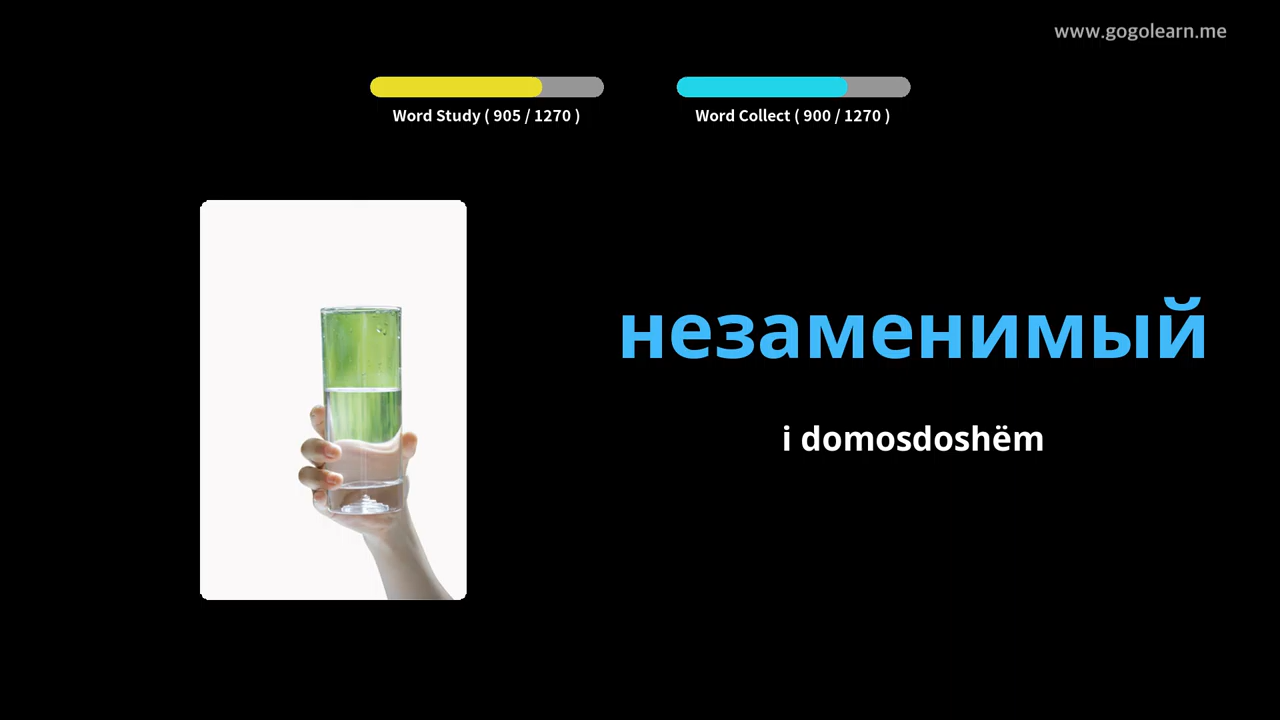 www.gogolearn.me
Word Study ( 905 / 1270 )
Word Collect ( 900 / 1270 )
незаменимый
i domosdoshëm